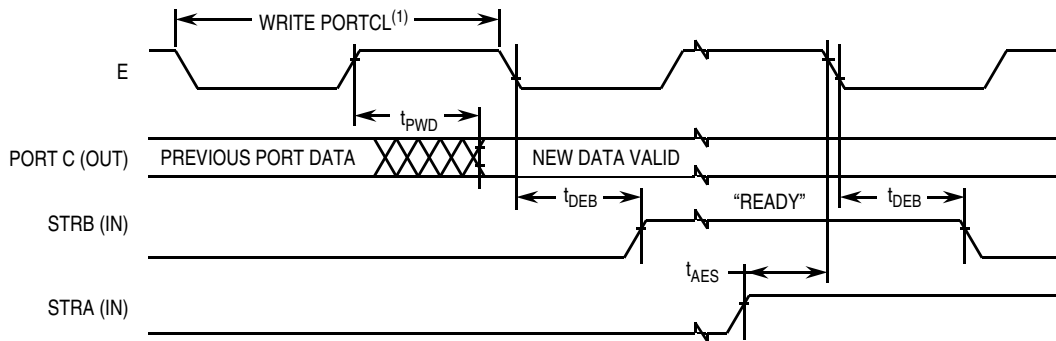 WRITE PORTCL(1)
E
tPWD
PORT C (OUT)
PREVIOUS PORT DATA
NEW DATA VALID
tDEB
“READY”
tDEB
STRB (IN)
tAES
STRA (IN)